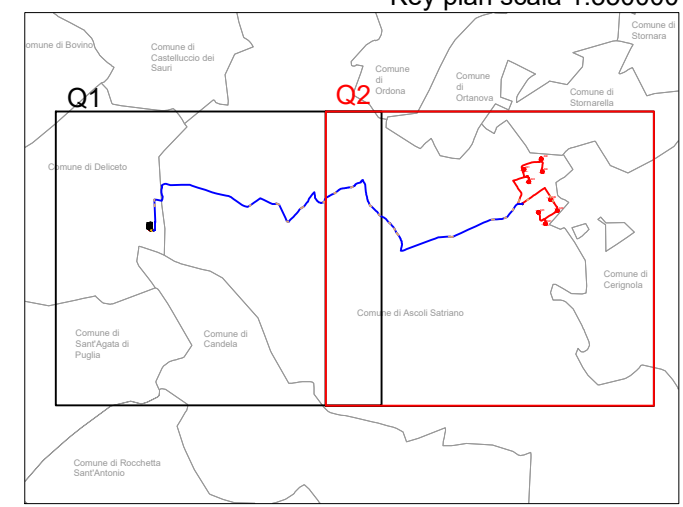 Key plan scala 1:350000
Comune di
Stornara
omune di Bovino
Comune di
Castelluccio dei
Sauri
Comune
di
Ordona
Comune
di
Ortanova
Comune di
Stornarella
Q1
Q2
Comune di Deliceto
Comune di
Cerignola
Comune di Ascoli Satriano
Comune di
Sant'Agata di
Puglia
Comune di
Candela
Comune di Rocchetta
Sant'Antonio